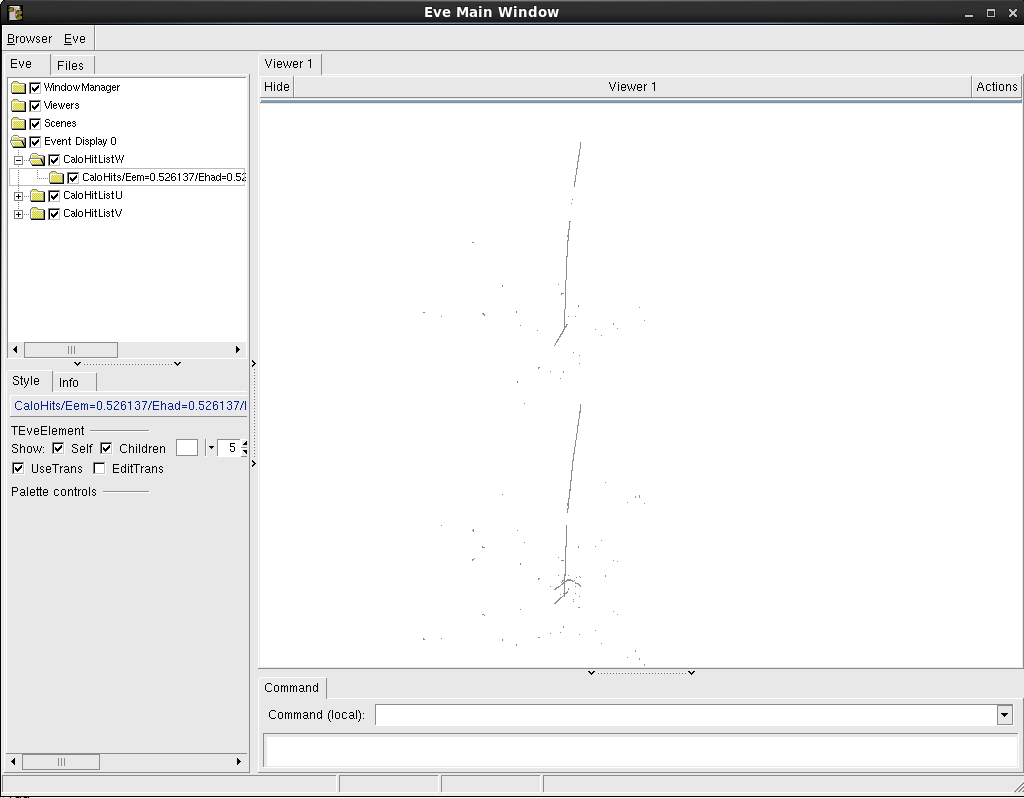 Eve Main Window
Browser Eve
Eve Files
WindowManager
Viewers
Scenes
Event Display 0
CaloHitListW
CaloHits/Eem=0.526137/Ehad=0.52
CaloHitListU
CaloHitListV
Style Info
CaloHits/Eem=0.526137/Ehad=0.526137/
TEveElement
Show: Self Children 5
UseTrans EditTrans
Palette controls
Viewer 1
Hide Viewer 1 Actions
Command
Command (local):